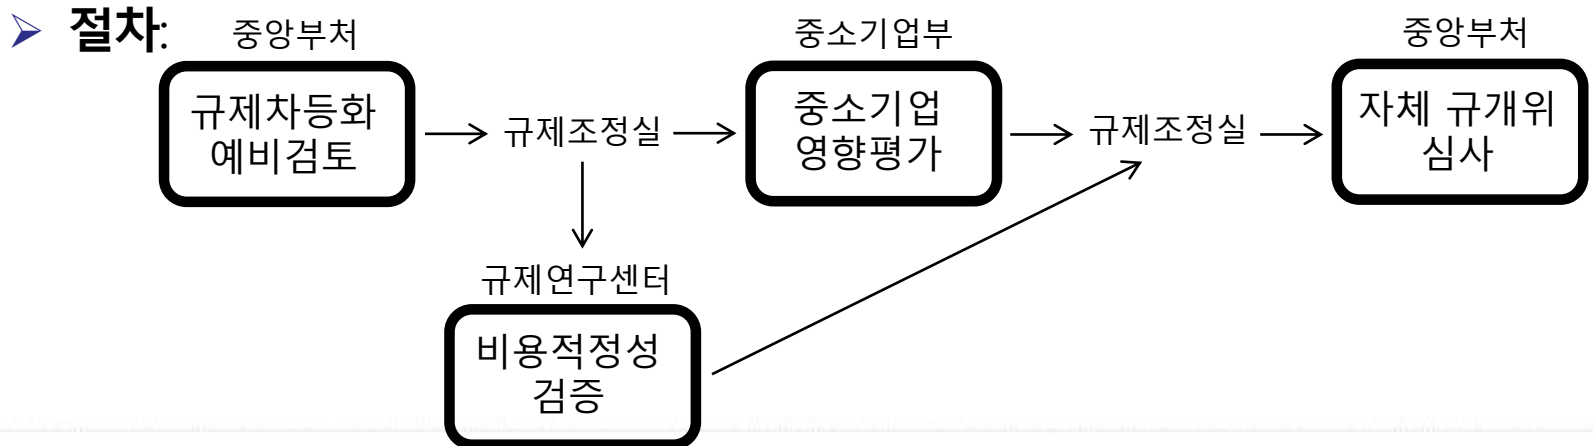 절차:
중앙부처
규제차등화
예비검토
규제조정실
중소기업부
중소기업
영향평가
규제조정실
중앙부처
자체 규개위
심사
규제연구센터
비용적정성
검증